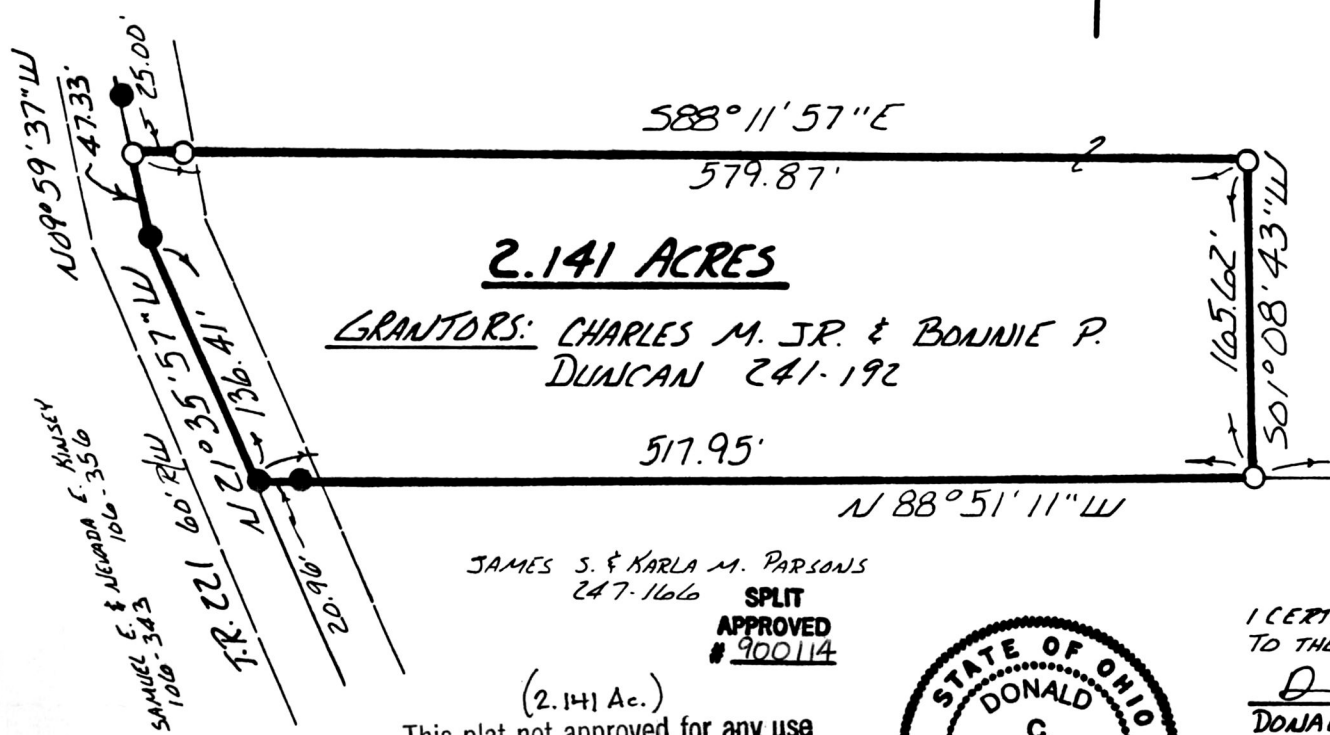 25.00'
47.33'
N09°59'37"W
S88°11'57"E
579.87'
2.141 ACRES
GRANTORS: CHARLES M. JR. & BONNIE P.
DUNCAN 241-192
165.62'
S01°08'43"W
N21°35'57"W
136.41'
517.95'
N 88°51'11"W
SAMUEL E. & NEVADA E. KINSEY
106-343 106-356
T.R. 221 60' R/W
20.96'
JAMES S. & KARLA M. PARSONS
247-166
SPLIT
APPROVED
# 900114
(2.141 Ac.)
This plat not approved for any use
STATE OF OHIO
DONALD
C
I CERT
TO THE
D
DONAL